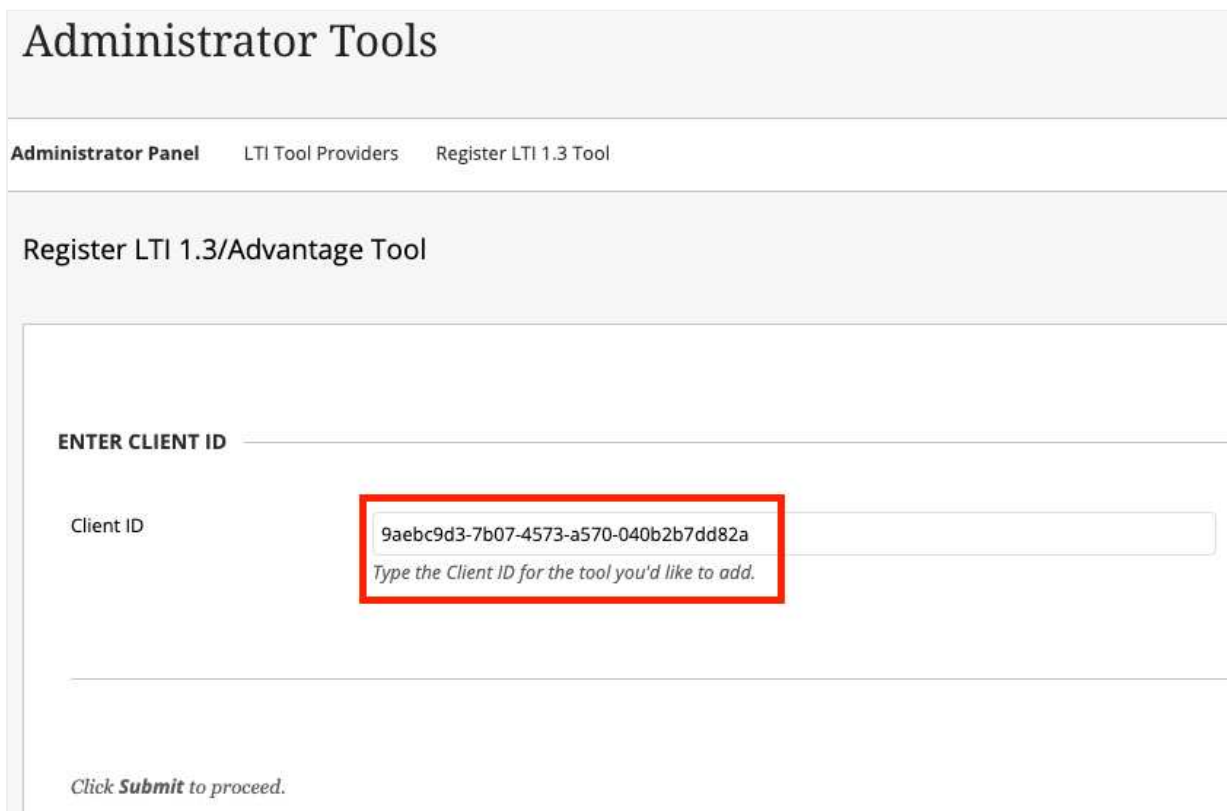 Administrator Tools
Administrator Panel LTI Tool Providers Register LTI 1.3 Tool
Register LTI 1.3/Advantage Tool
ENTER CLIENT ID
Client ID
9aebc9d3-7b07-4573-a570-040b2b7dd82a
Type the Client ID for the tool you'd like to add.
Click Submit to proceed.